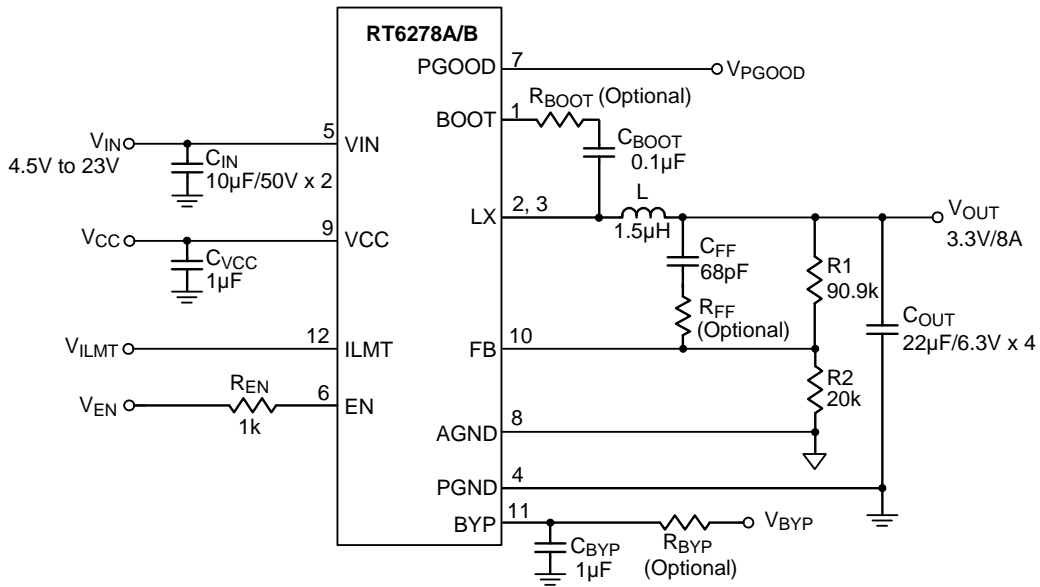 RT6278A/B
PGOOD
7
VPGOOD
RBOOT (Optional)
BOOT
1
CBOOT
0.1µF
VIN
4.5V to 23V
5
VIN
CIN
10µF/50V x 2
LX
2, 3
L
1.5µH
VOUT
3.3V/8A
VCC
9
VCC
CVCC
1µF
CFF
68pF
R1
90.9k
RFF
(Optional)
COUT
22µF/6.3V x 4
VILMT
12
ILMT
FB
10
REN
VEN
1k
6
EN
R2
20k
AGND
8
PGND
4
BYP
11
VBYP
CBYP
1µF
RBYP
(Optional)